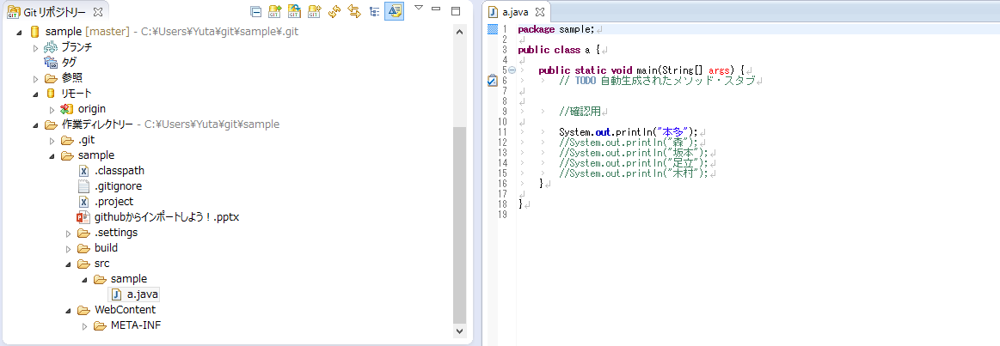 Git リポジトリー
sample [master] - C:¥Users¥Yuta¥git¥sample¥.git
ブランチ
タグ
参照
リモート
origin
作業ディレクトリー - C:¥Users¥Yuta¥git¥sample
.git
sample
.classpath
.gitignore
.project
githubからインポートしよう！.pptx
.settings
build
src
sample
a.java
WebContent
META-INF
a.java
1 package sample;
2
3 public class a {
4
5 public static void main(String[] args) {
6 // TODO 自動生成されたメソッド・スタブ
7
8
9 //確認用
10
11 System.out.println("本多");
12 //System.out.println("森");
13 //System.out.println("坂本");
14 //System.out.println("足立");
15 //System.out.println("木村");
16 }
17
18 }
19